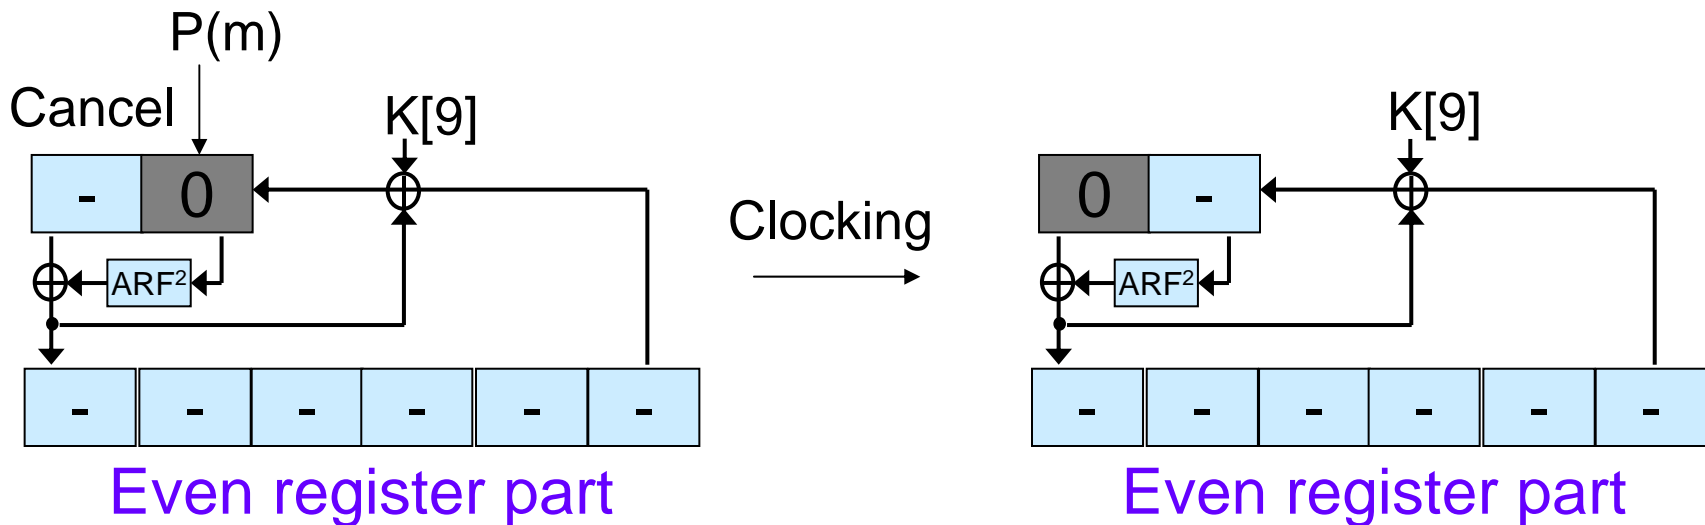 P(m)
Cancel
K[9]
- 0
ARF²
- - - - - -
Even register part
Clocking
K[9]
0 -
ARF²
- - - - - -
Even register part